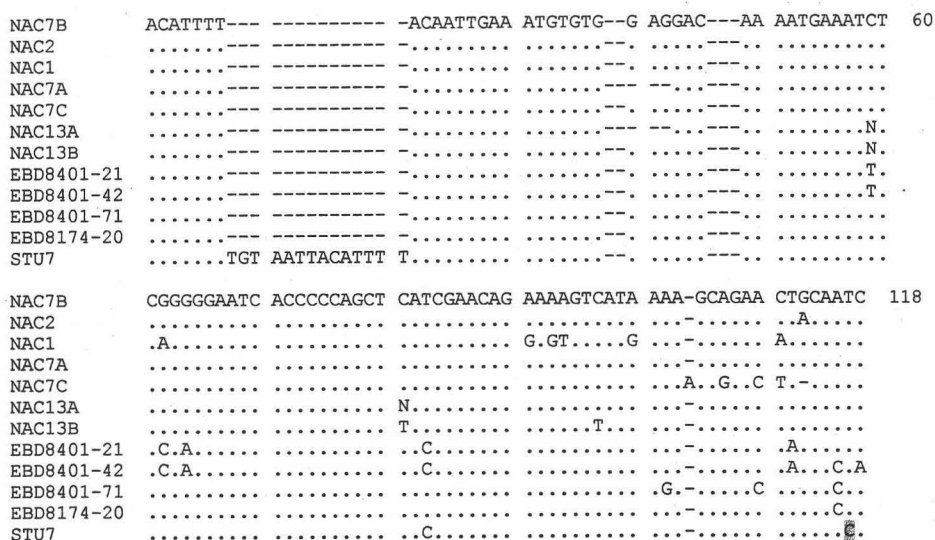 NAC7B ACATTTT--- ---------- -ACAATTGAA ATGTGTG--G AGGAC---AA AATGAAATCT 60
NAC2 .......--- ---------- -......... .......--. .....---.. ..........
NAC1 .......--- ---------- -......... .......--. .....---.. ..........
NAC7A .......--- ---------- -......... .......--- --...---.. ..........
NAC7C .......--- ---------- -......... .......--. .....---.. ..........
NAC13A .......--- ---------- -......... .......--- --...---.. ........N.
NAC13B .......--- ---------- -......... .......--. .....---.. ........N.
EBD8401-21 .......--- ---------- -......... .......--. .....---.. ........T.
EBD8401-42 .......--- ---------- -......... .......--. .....---.. ........T.
EBD8401-71 .......--- ---------- -......... .......--. .....---.. ..........
EBD8174-20 .......--- ---------- -......... .......--. .....---.. ..........
STU7 .......TGT AATTACATTT T......... .......--. .....---.. ..........
NAC7B CGGGGGAATC ACCCCCAGCT CATCGAACAG AAAAGTCATA AAA-GCAGAA CTGCAATC 118
NAC2 .......... .......... .......... .......... ...-...... ..A.....
NAC1 .A........ .......... .......... G.GT.....G ...-...... A.......
NAC7A .......... .......... .......... .......... ...-...... ........
NAC7C .......... .......... .......... .......... ...A..G..C T.-.....
NAC13A .......... .......... N......... .......... ...-...... ........
NAC13B .......... .......... T......... ......T... ...-...... ........
EBD8401-21 .C.A...... .......... ..C....... .......... ...-...... .A......
EBD8401-42 .C.A...... .......... ..C....... .......... ...-...... .A...C.A
EBD8401-71 .......... .......... .......... .......... .G.-.....C .....C..
EBD8174-20 .......... .......... .......... .......... ...-...... .....C..
STU7 .......... .......... ..C....... .......... ...-...... ......C.